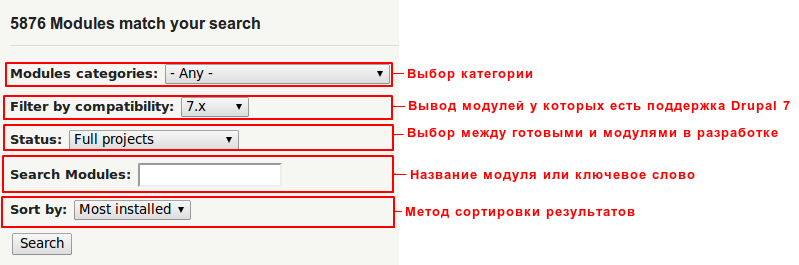 5876 Modules match your search
Modules categories: - Any - Выбор категории
Filter by compatibility: 7.x Вывод модулей у которых есть поддержка Drupal 7
Status: Full projects Выбор между готовыми и модулями в разработке
Search Modules: Название модуля или ключевое слово
Sort by: Most installed Метод сортировки результатов
Search